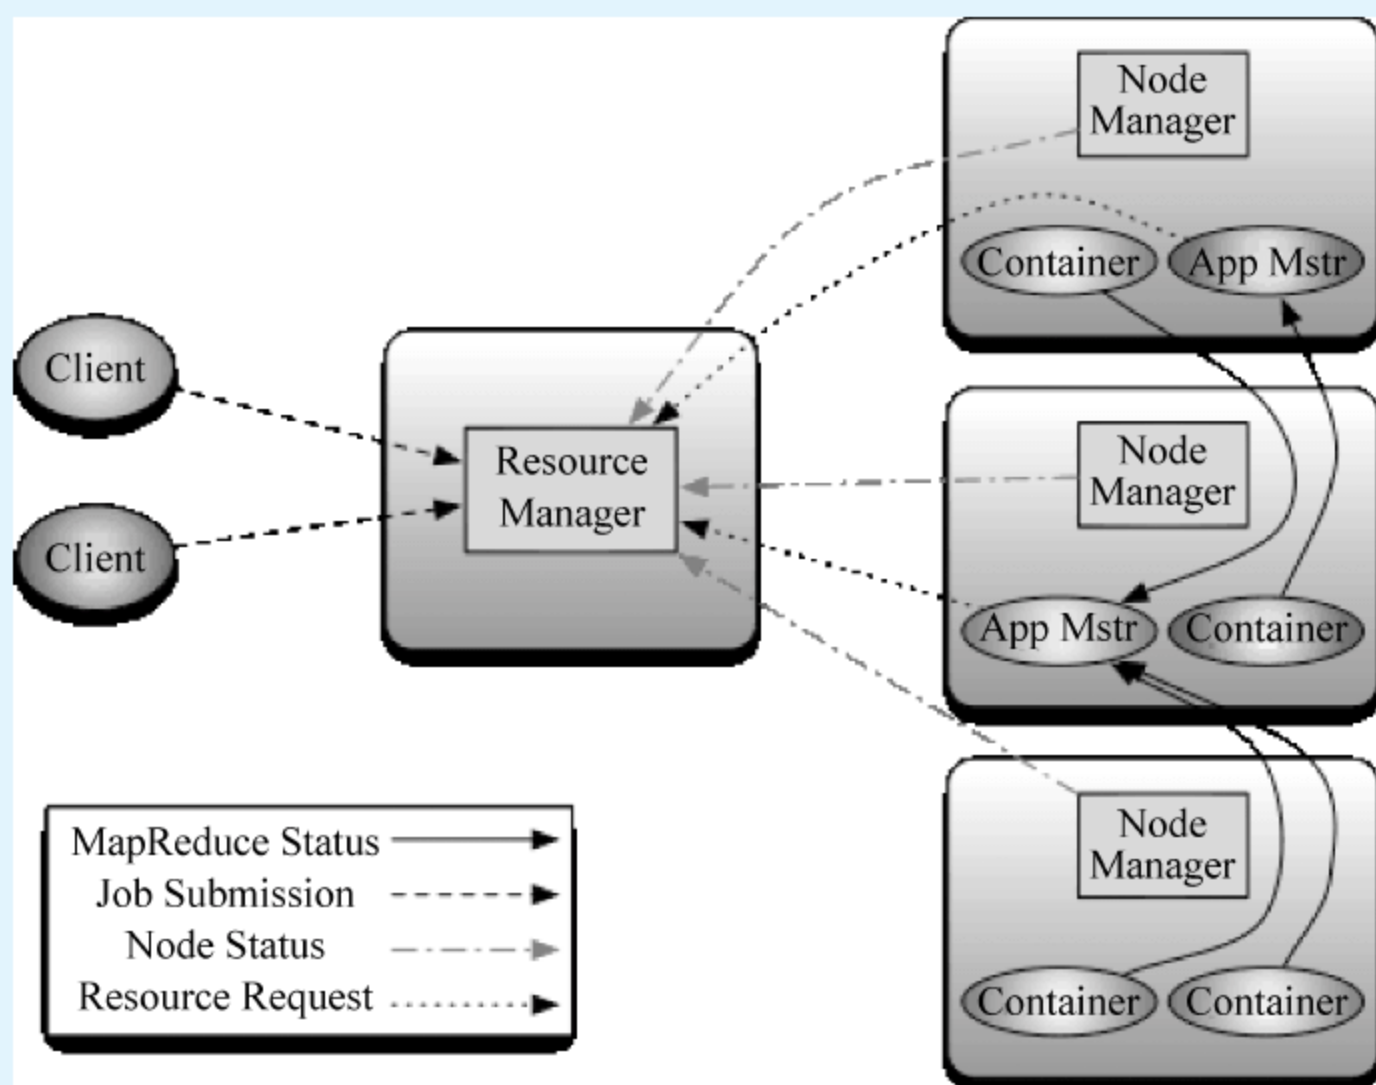 Client
Client
Resource
Manager
Node
Manager
Container
App Mstr
Node
Manager
App Mstr
Container
Node
Manager
Container
Container
MapReduce Status
Job Submission
Node Status
Resource Request